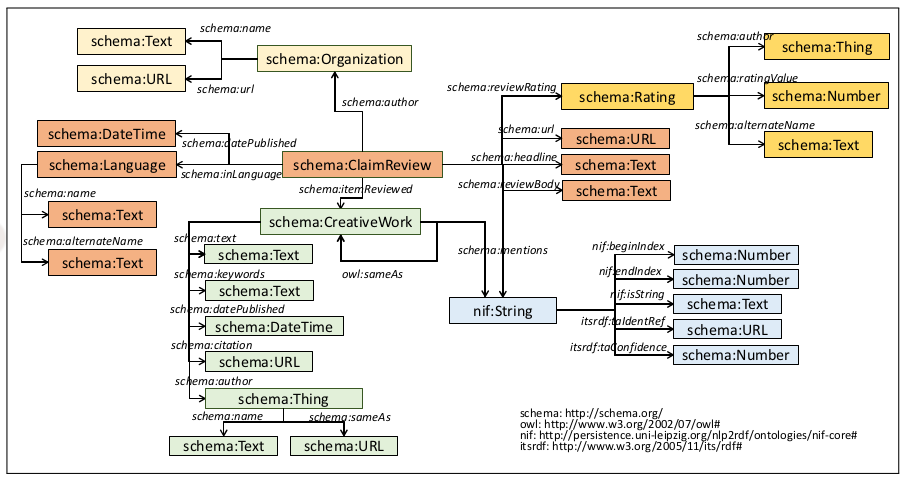 schema:name
schema:Text
schema:Organization
schema:URL
schema:url
schema:author
schema:author
schema:Thing
schema:ratingValue
schema:reviewRating
schema:Rating
schema:Number
schema:alternateName
schema:Text
schema:DateTime
schema:datePublished
schema:url
schema:URL
schema:Language
schema:inLanguage
schema:ClaimReview
schema:headline
schema:Text
schema:itemReviewed
schema:reviewBody
schema:Text
schema:name
schema:Text
schema:CreativeWork
schema:alternateName
schema:Text
schema:text
schema:Text
owl:sameAs
schema:mentions
schema:keywords
schema:Text
schema:datePublished
schema:DateTime
schema:citation
schema:URL
schema:author
schema:Thing
schema:name
schema:sameAs
schema:Text
schema:URL
nif:String
nif:beginIndex
schema:Number
nif:endIndex
schema:Number
nif:isString
schema:Text
itsrdf:taIdentRef
schema:URL
itsrdf:taConfidence
schema:Number
schema: http://schema.org/
owl: http://www.w3.org/2002/07/owl#
nif: http://persistence.uni-leipzig.org/nlp2rdf/ontologies/nif-core#
itsrdf: http://www.w3.org/2005/11/its/rdf#